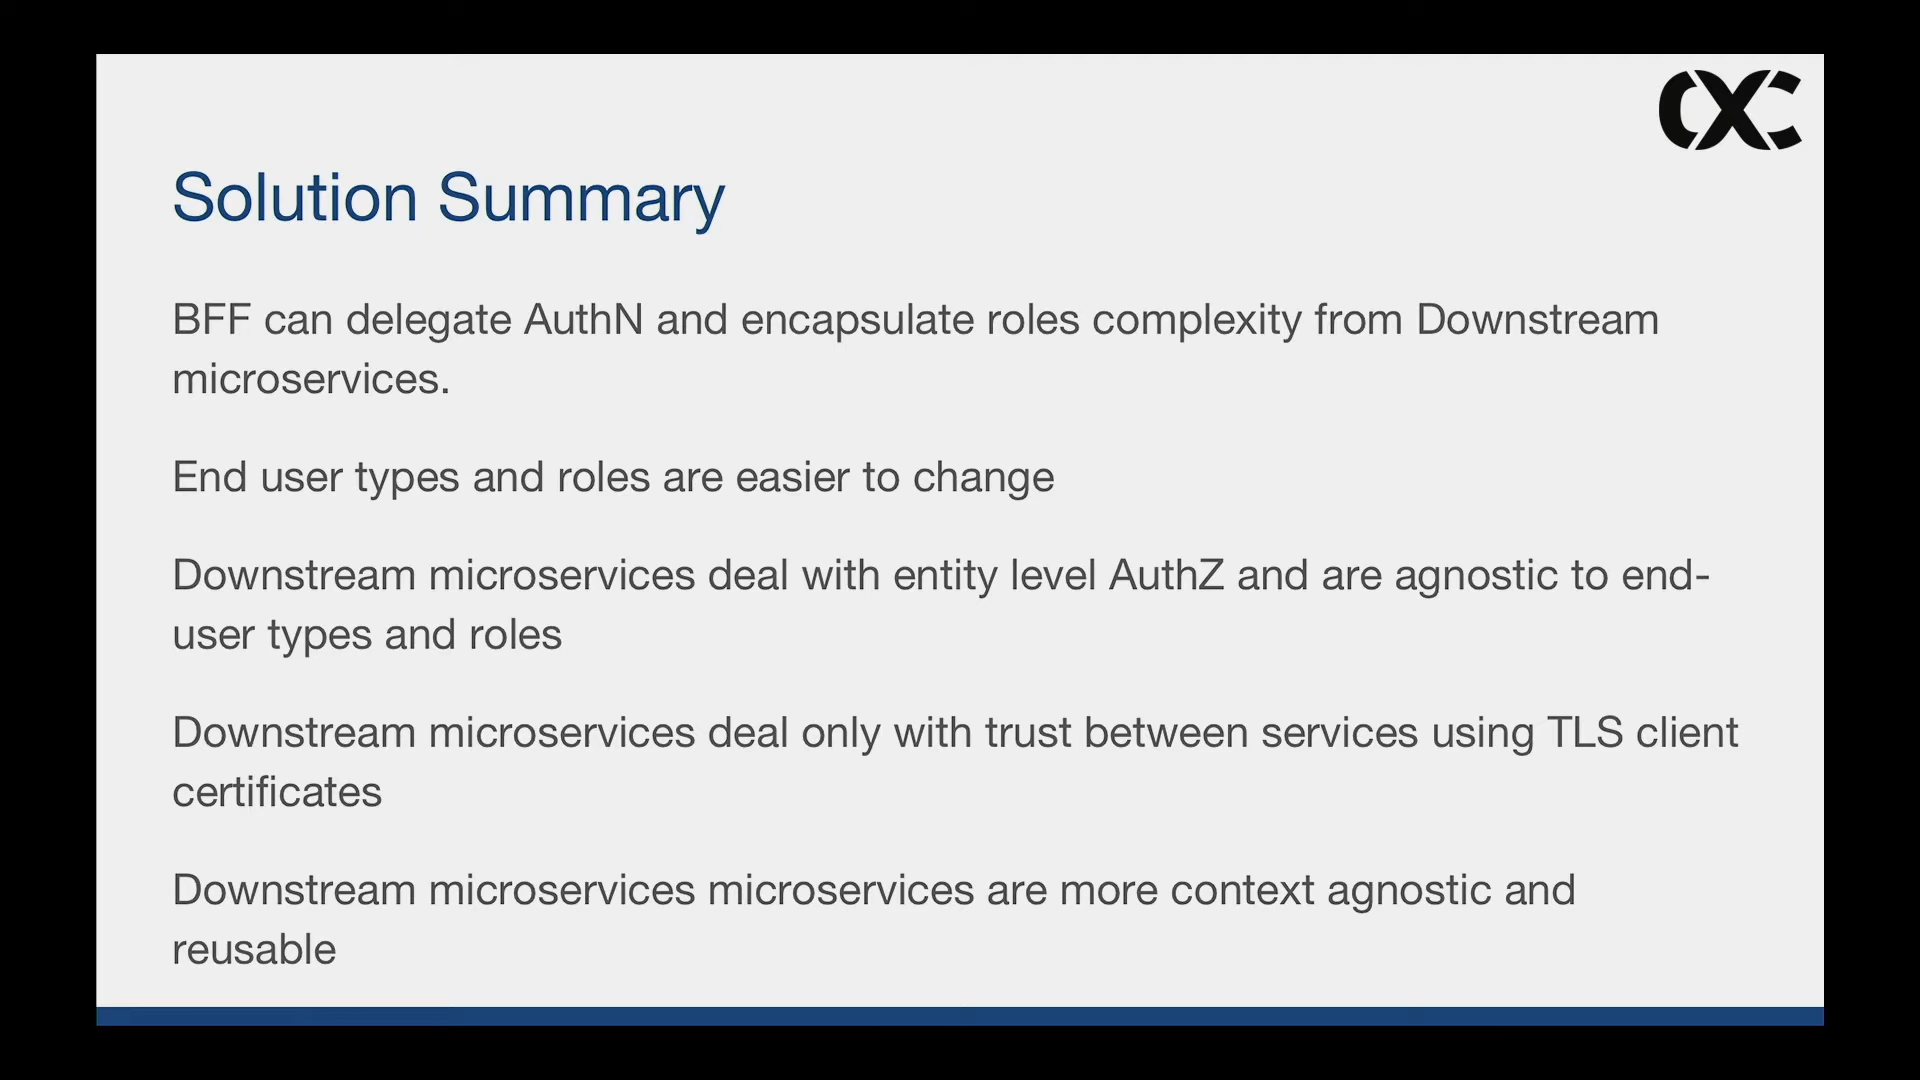 Solution Summary
BFF can delegate AuthN and encapsulate roles complexity from Downstream
microservices.
End user types and roles are easier to change
Downstream microservices deal with entity level AuthZ and are agnostic to end-
user types and roles
Downstream microservices deal only with trust between services using TLS client
certificates
Downstream microservices microservices are more context agnostic and
reusable